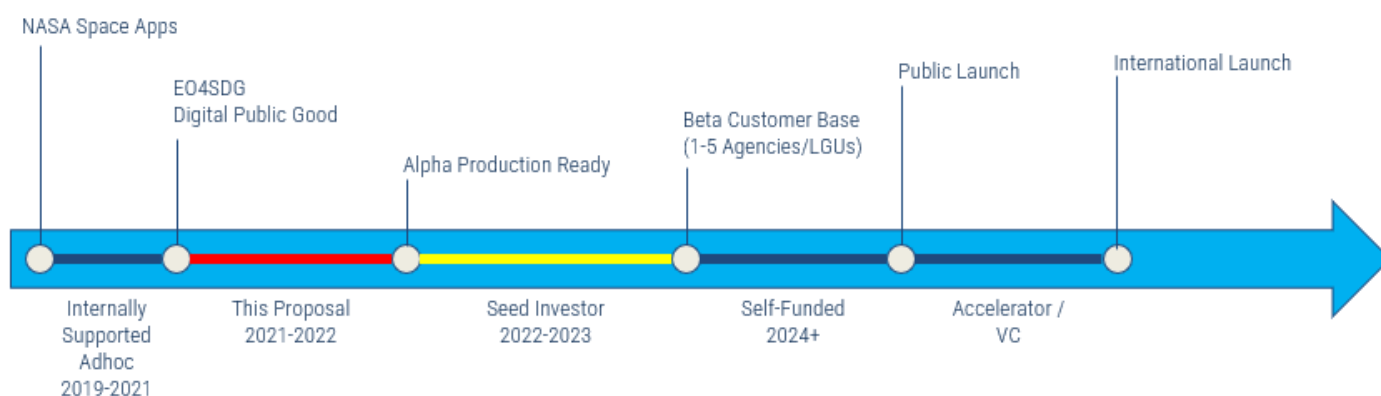 NASA Space Apps
EO4SDG
Digital Public Good
Alpha Production Ready
Beta Customer Base
(1-5 Agencies/LGUs)
Public Launch
International Launch
Internally
Supported
Adhoc
2019-2021
This Proposal
2021-2022
Seed Investor
2022-2023
Self-Funded
2024+
Accelerator /
VC